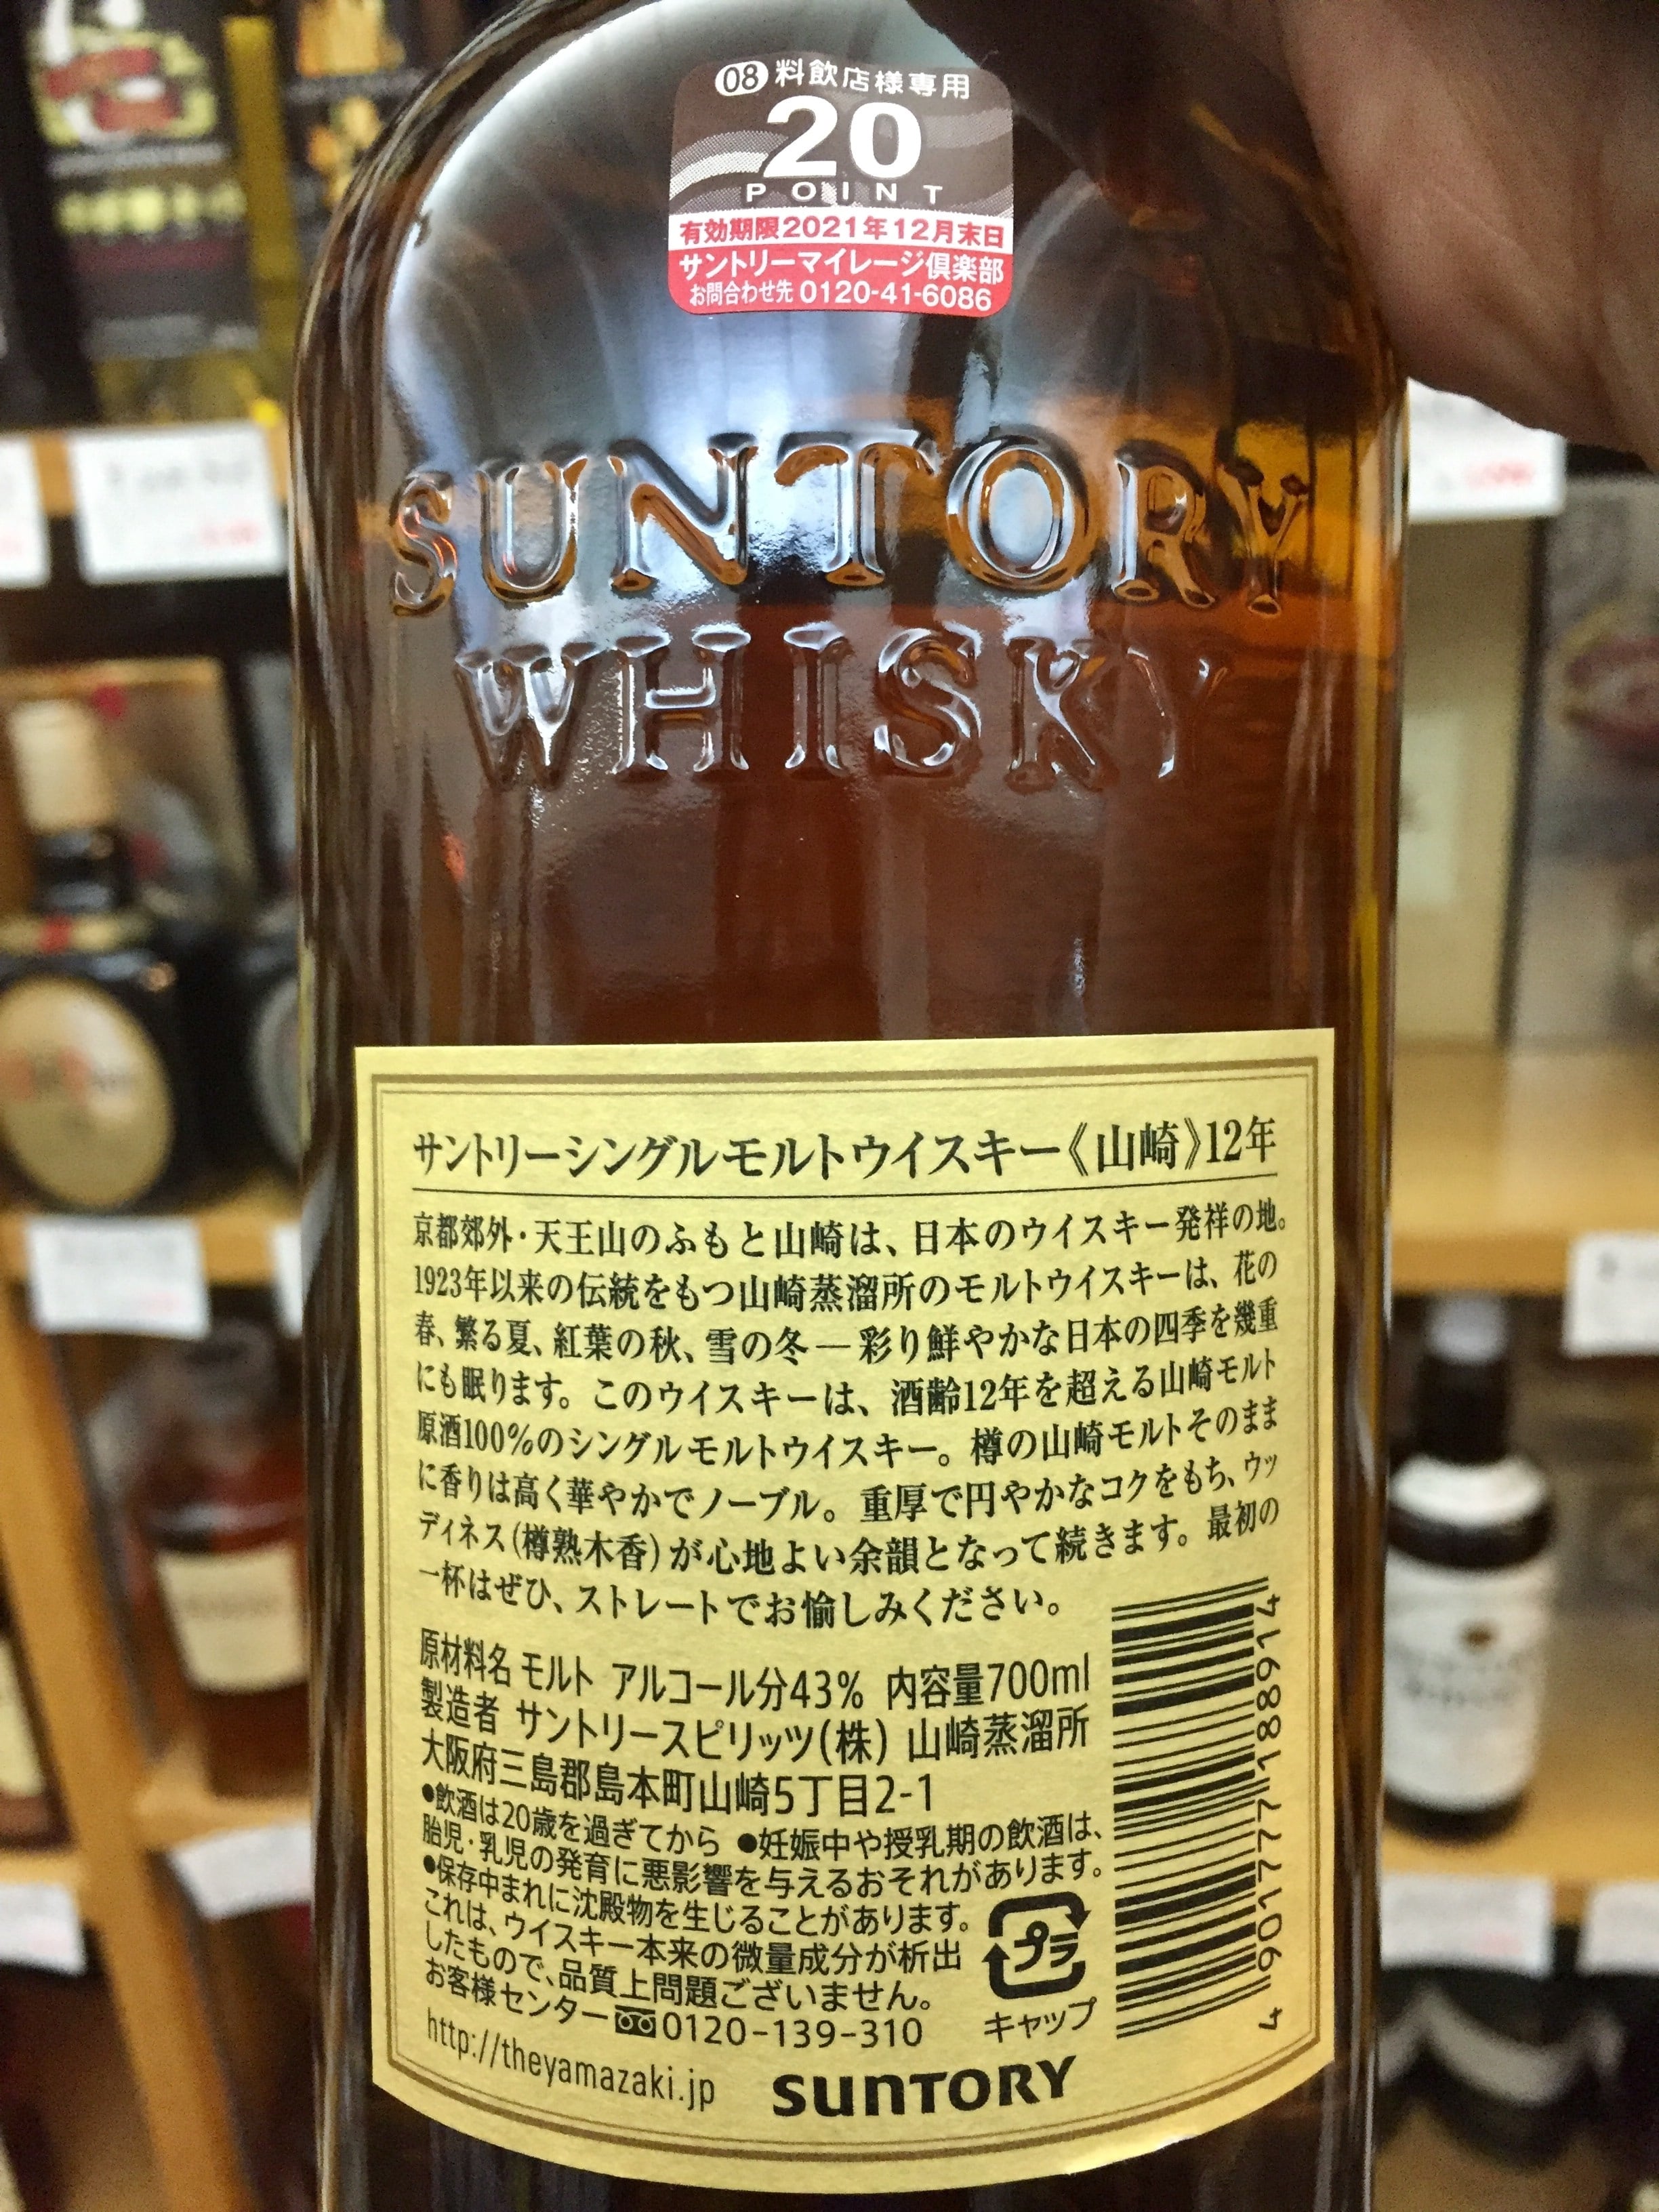 08 料飲店様専用
20
POINT
有効期限2021年12月末日
サントリーマイレージ倶楽部
お問合わせ先 0120-41-6086
SUNTORY
WHISKY
サントリーシングルモルトウイスキー《山崎》12年
京都郊外・天王山のふもと山崎は、日本のウイスキー発祥の地。
1923年以来の伝統をもつ山崎蒸溜所のモルトウイスキーは、花の
春、繁る夏、紅葉の秋、雪の冬―彩り鮮やかな日本の四季を幾重
にも眠ります。このウイスキーは、酒齢12年を超える山崎モルト
原酒100%のシングルモルトウイスキー。樽の山崎モルトそのまま
に香りは高く華やかでノーブル。重厚で円やかなコクをもち、ウッ
ディネス(樽熟木香)が心地よい余韻となって続きます。最初の
一杯はぜひ、ストレートでお愉しみください。
原材料名 モルト アルコール分43% 内容量700ml
製造者 サントリースピリッツ(株) 山崎蒸溜所
大阪府三島郡島本町山崎5丁目2-1
●飲酒は20歳を過ぎてから ●妊娠中や授乳期の飲酒は、
胎児・乳児の発育に悪影響を与えるおそれがあります。
●保存中まれに沈殿物を生じることがあります。
これは、ウイスキー本来の微量成分が析出
したもので、品質上問題ございません。
お客様センター 0120-139-310
http://theyamazaki.jp
SUNTORY
プラ
キャップ